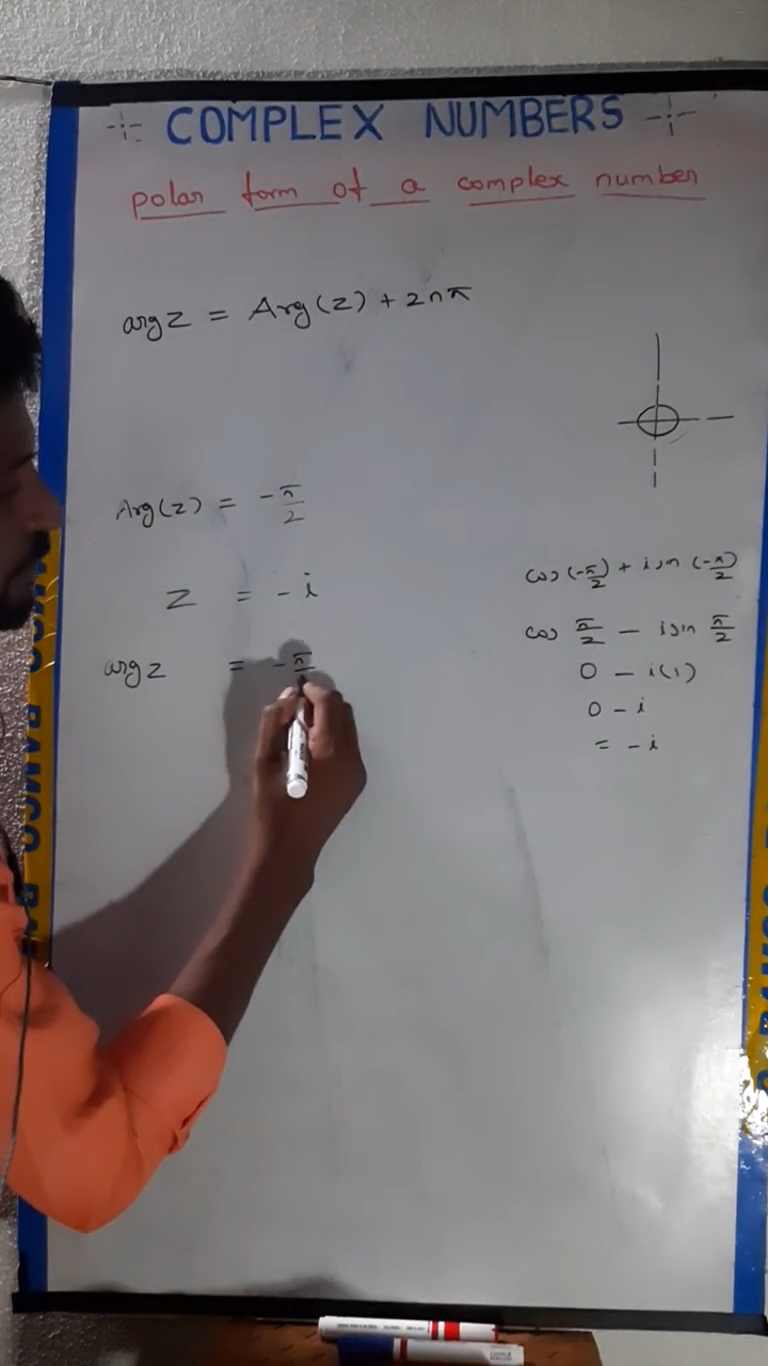 COMPLEX NUMBERS
polar form of a complex number
arg z = Arg(z) + 2nπ
Arg(z) = -π/2
z = -i
arg z = -π/2
cos(-π/2) + i sin(-π/2)
cos π/2 - i sin π/2
0 - i(1)
0 - i
= -i